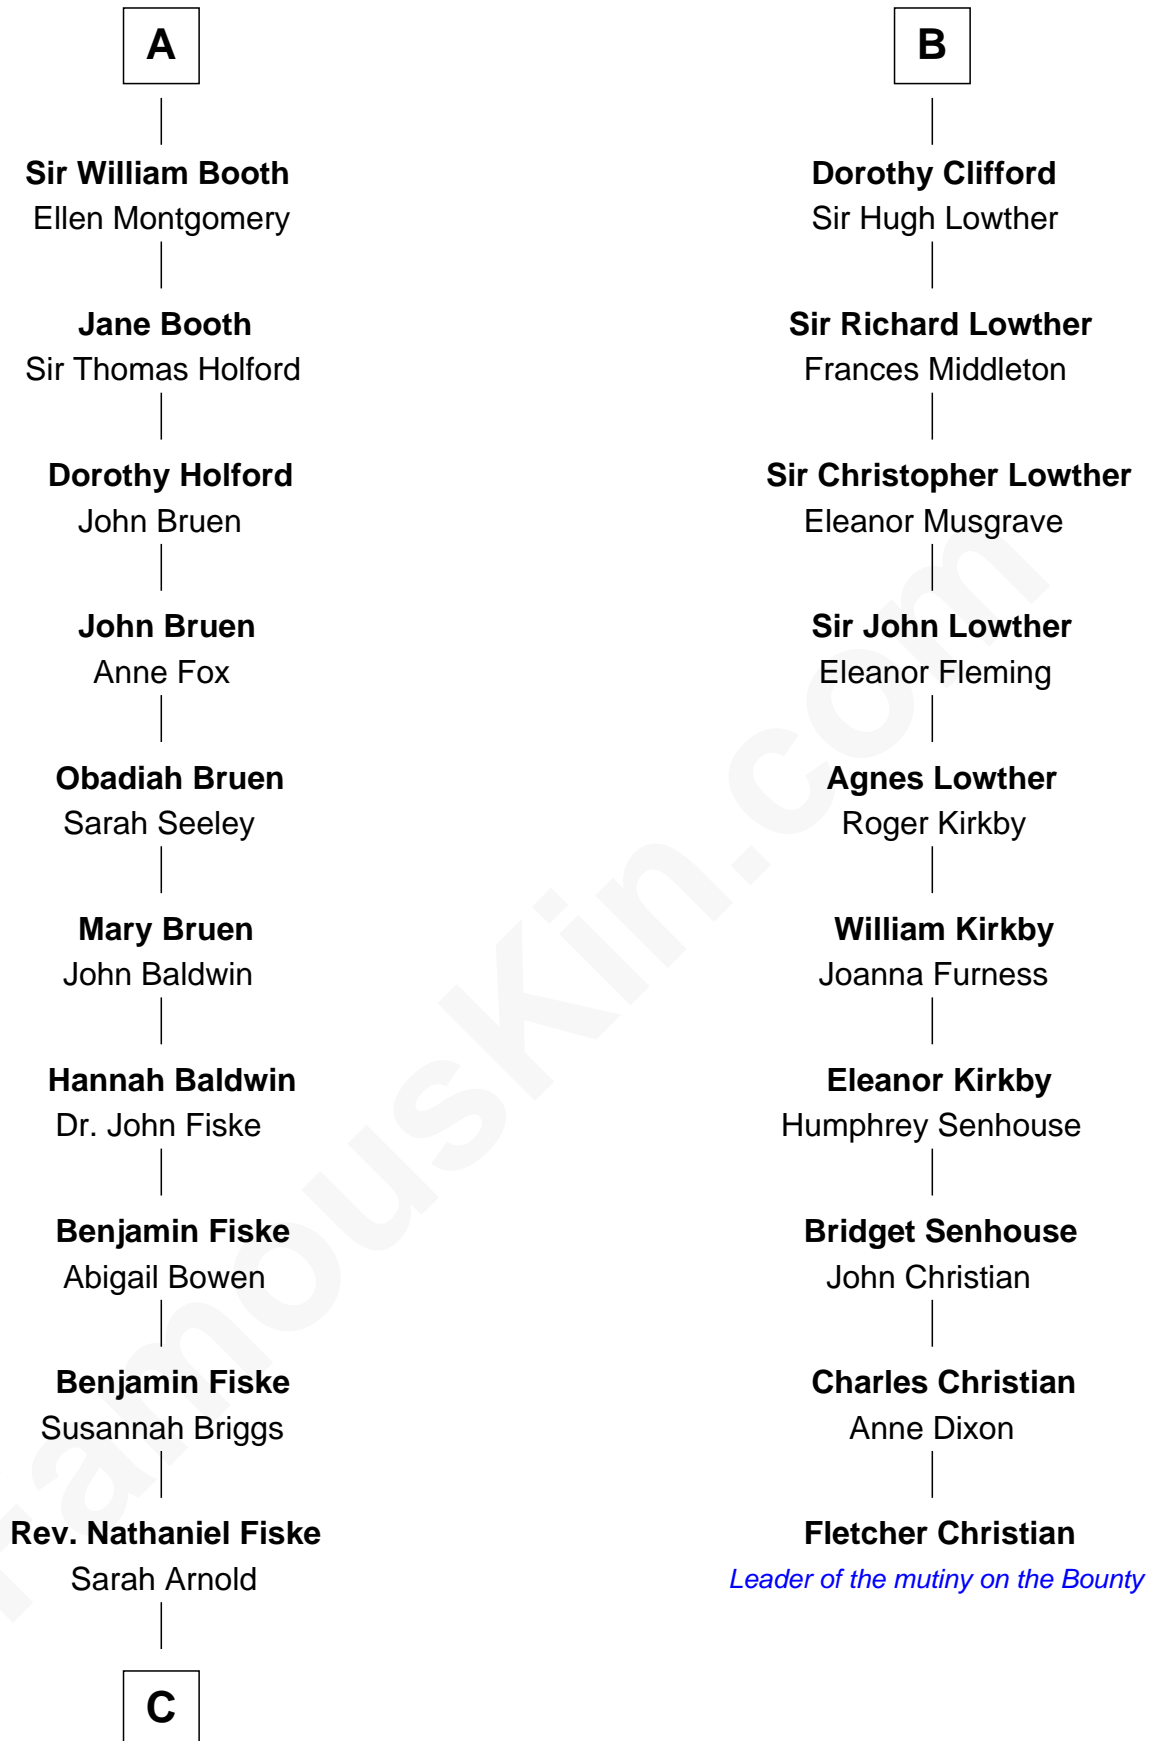 A
Sir William Booth
Ellen Montgomery
Jane Booth
Sir Thomas Holford
Dorothy Holford
John Bruen
John Bruen
Anne Fox
Obadiah Bruen
Sarah Seeley
Mary Bruen
John Baldwin
Hannah Baldwin
Dr. John Fiske
Benjamin Fiske
Abigail Bowen
Benjamin Fiske
Susannah Briggs
Rev. Nathaniel Fiske
Sarah Arnold
C
B
Dorothy Clifford
Sir Hugh Lowther
Sir Richard Lowther
Frances Middleton
Sir Christopher Lowther
Eleanor Musgrave
Sir John Lowther
Eleanor Fleming
Agnes Lowther
Roger Kirkby
William Kirkby
Joanna Furness
Eleanor Kirkby
Humphrey Senhouse
Bridget Senhouse
John Christian
Charles Christian
Anne Dixon
Fletcher Christian
Leader of the mutiny on the Bounty
FamousKin.com